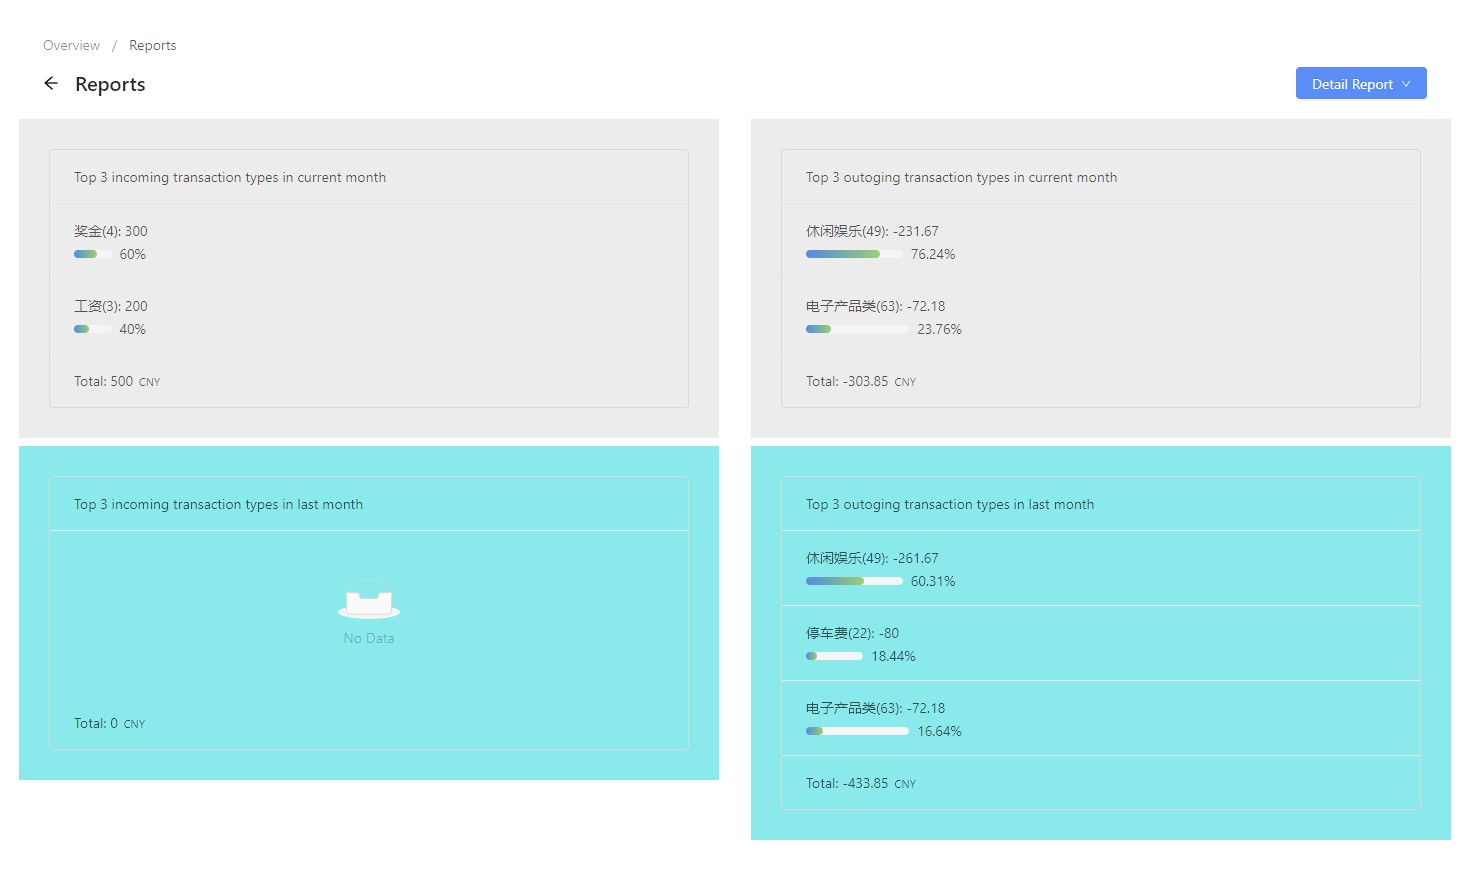 Overview / Reports
Reports
Detail Report
Top 3 incoming transaction types in current month
奖金(4): 300
60%
工资(3): 200
40%
Total: 500 CNY
Top 3 outoging transaction types in current month
休闲娱乐(49): -231.67
76.24%
电子产品类(63): -72.18
23.76%
Total: -303.85 CNY
Top 3 incoming transaction types in last month
No Data
Total: 0 CNY
Top 3 outoging transaction types in last month
休闲娱乐(49): -261.67
60.31%
停车费(22): -80
18.44%
电子产品类(63): -72.18
16.64%
Total: -433.85 CNY